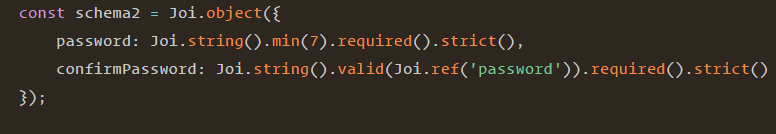 const schema2 = Joi.object({
    password: Joi.string().min(7).required().strict(),
    confirmPassword: Joi.string().valid(Joi.ref('password')).required().strict()
});